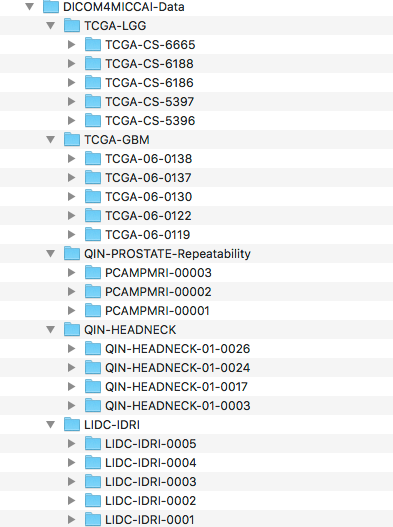 DICOM4MICCAI-Data
TCGA-LGG
TCGA-CS-6665
TCGA-CS-6188
TCGA-CS-6186
TCGA-CS-5397
TCGA-CS-5396
TCGA-GBM
TCGA-06-0138
TCGA-06-0137
TCGA-06-0130
TCGA-06-0122
TCGA-06-0119
QIN-PROSTATE-Repeatability
PCAMPMRI-00003
PCAMPMRI-00002
PCAMPMRI-00001
QIN-HEADNECK
QIN-HEADNECK-01-0026
QIN-HEADNECK-01-0024
QIN-HEADNECK-01-0017
QIN-HEADNECK-01-0003
LIDC-IDRI
LIDC-IDRI-0005
LIDC-IDRI-0004
LIDC-IDRI-0003
LIDC-IDRI-0002
LIDC-IDRI-0001